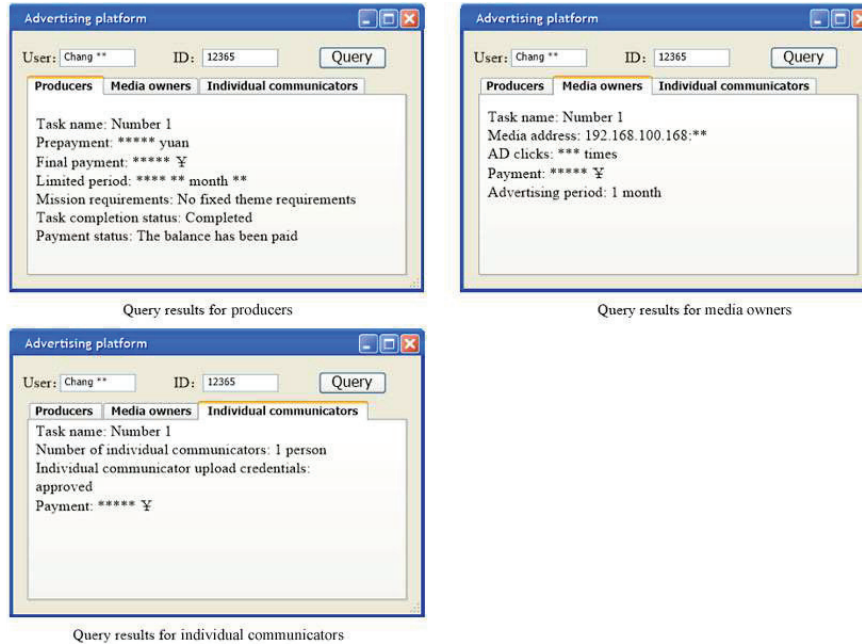 Advertising platform
User: Chang ** ID: 12365 Query
Producers Media owners Individual communicators
Task name: Number 1
Prepayment: ***** yuan
Final payment: ***** ¥
Limited period: **** ** month **
Mission requirements: No fixed theme requirements
Task completion status: Completed
Payment status: The balance has been paid
Query results for producers
Advertising platform
User: Chang ** ID: 12365 Query
Producers Media owners Individual communicators
Task name: Number 1
Media address: 192.168.100.168:**
AD clicks: *** times
Payment: ***** ¥
Advertising period: 1 month
Query results for media owners
Advertising platform
User: Chang ** ID: 12365 Query
Producers Media owners Individual communicators
Task name: Number 1
Number of individual communicators: 1 person
Individual communicator upload credentials:
approved
Payment: ***** ¥
Query results for individual communicators